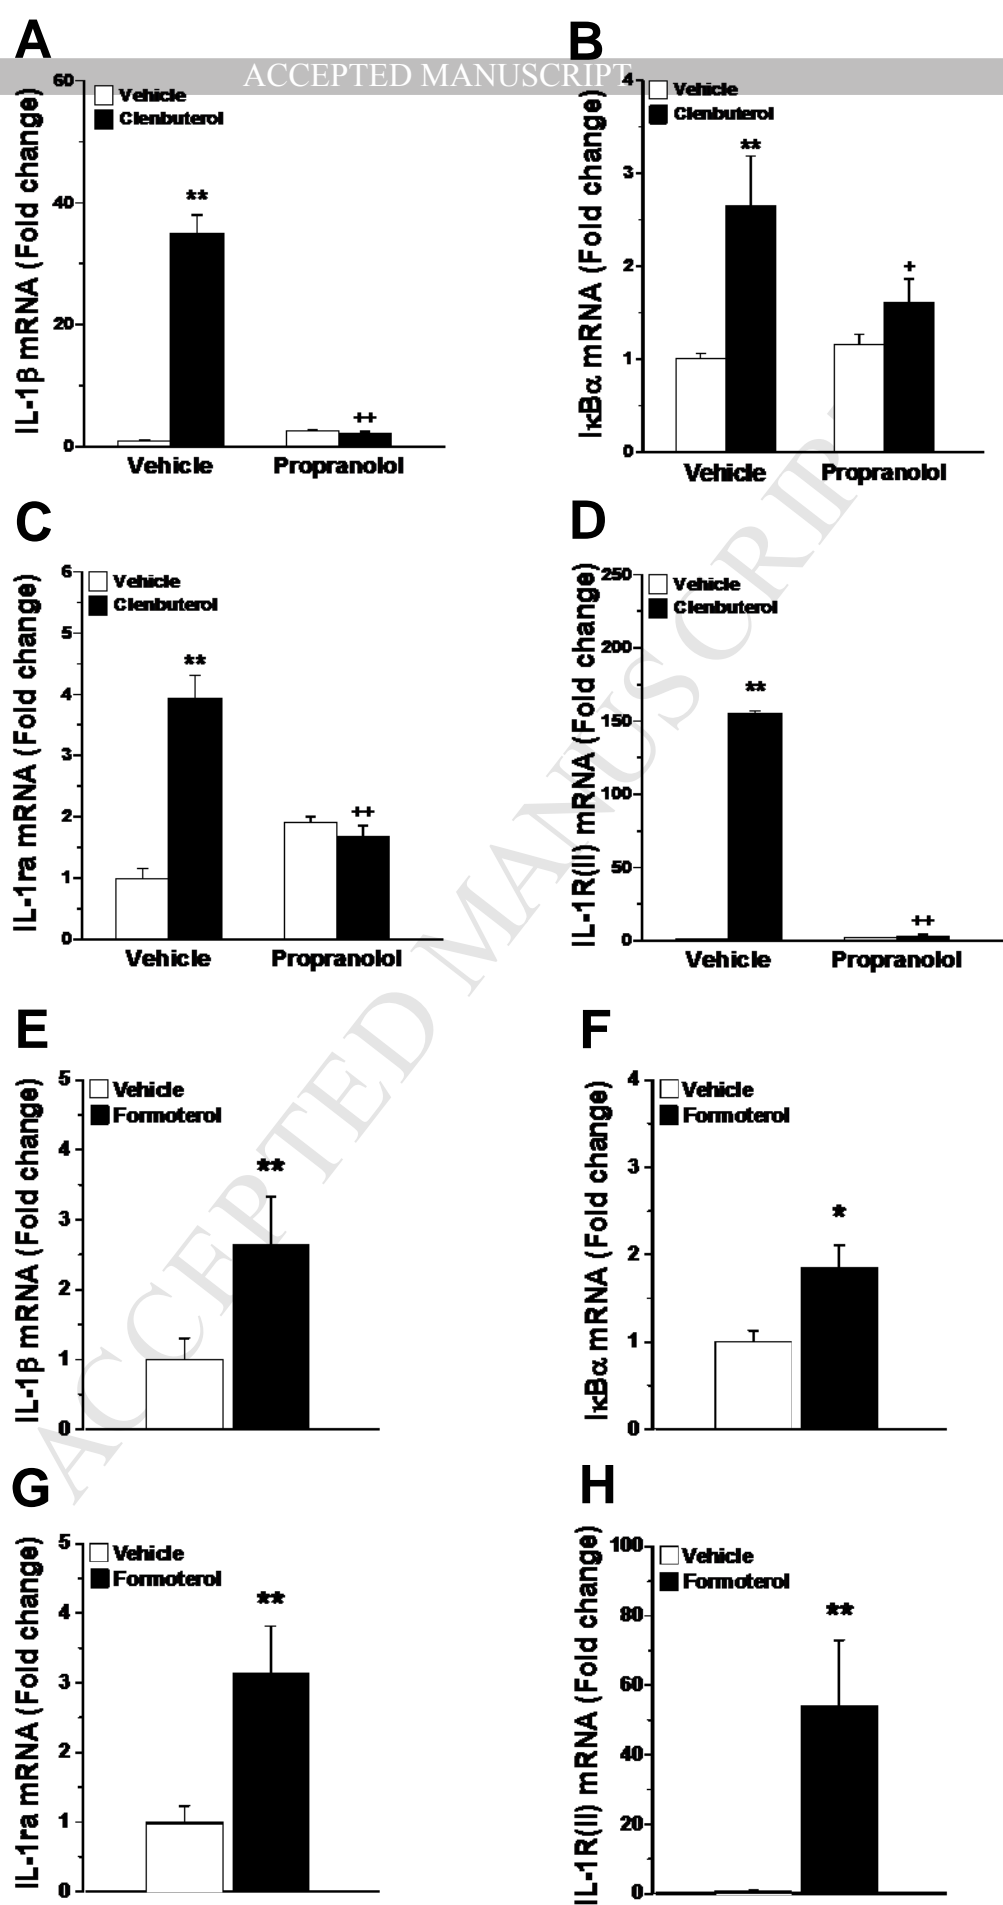 A
B
ACCEPTED MANUSCRIPT
IL-1β mRNA (Fold change)
60
40
20
0
Vehicle
Clenbuterol
**
++
Vehicle
Propranolol
IκBα mRNA (Fold change)
4
3
2
1
0
Vehicle
Clenbuterol
**
+
Vehicle
Propranolol
C
D
IL-1ra mRNA (Fold change)
6
5
4
3
2
1
0
Vehicle
Clenbuterol
**
++
Vehicle
Propranolol
IL-1R(II) mRNA (Fold change)
250
200
150
100
50
0
Vehicle
Clenbuterol
**
++
Vehicle
Propranolol
ACCEPTED MANUSCRIPT
E
F
IL-1β mRNA (Fold change)
5
4
3
2
1
0
Vehicle
Formoterol
**
IκBα mRNA (Fold change)
4
3
2
1
0
Vehicle
Formoterol
*
G
H
IL-1ra mRNA (Fold change)
5
4
3
2
1
0
Vehicle
Formoterol
**
IL-1R(II) mRNA (Fold change)
100
80
60
40
20
0
Vehicle
Formoterol
**